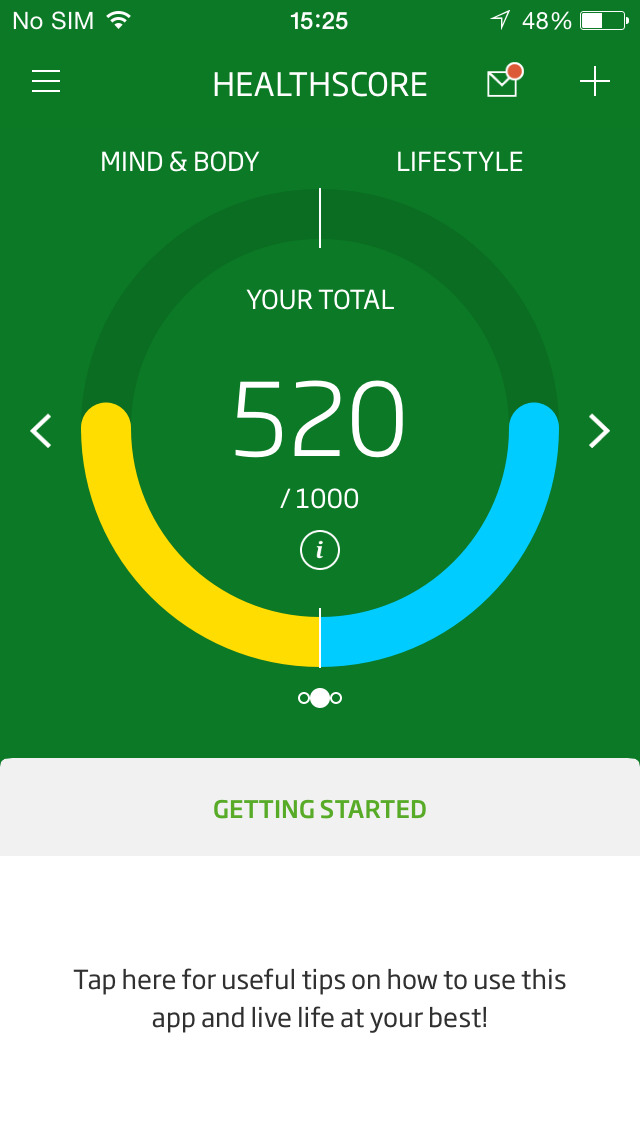 No SIM 15:25 48%
HEALTHSCORE
MIND & BODY LIFESTYLE
YOUR TOTAL
520
/ 1000
i
GETTING STARTED
Tap here for useful tips on how to use this
app and live life at your best!